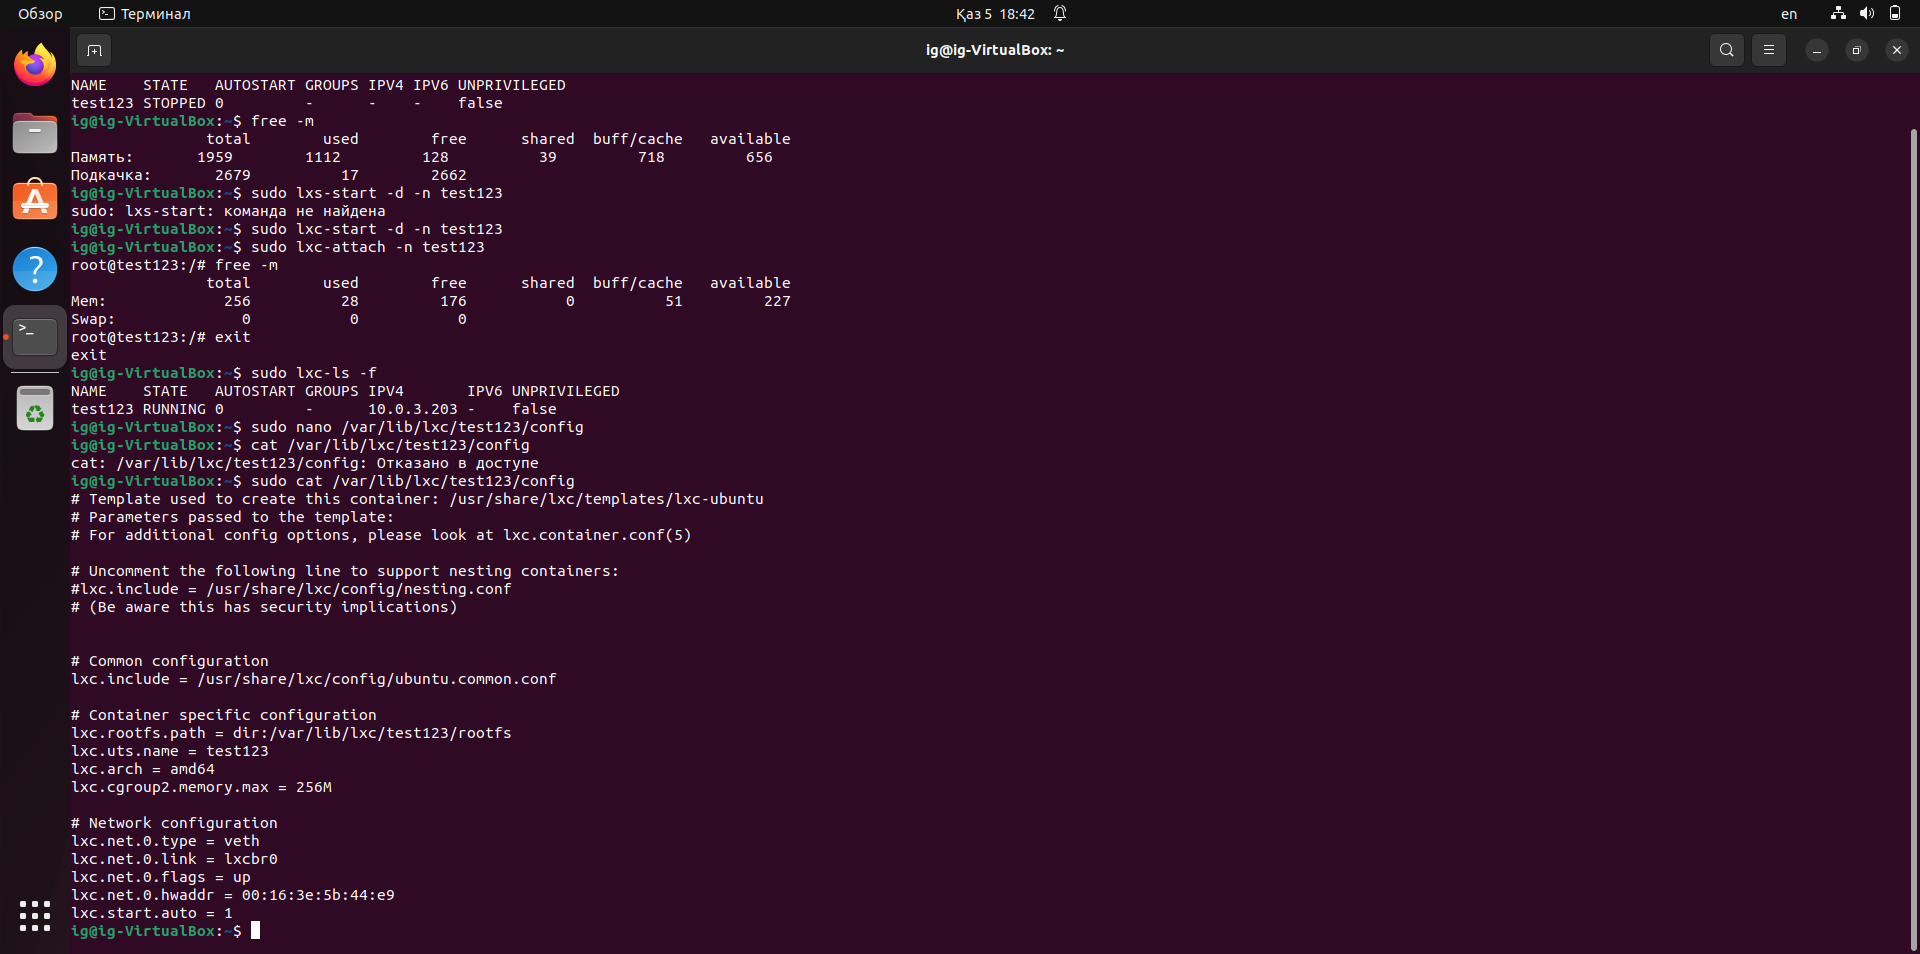 Обзор Терминал Қаз 5 18:42 en
ig@ig-VirtualBox: ~
NAME STATE AUTOSTART GROUPS IPV4 IPV6 UNPRIVILEGED
test123 STOPPED 0 - - - false
ig@ig-VirtualBox:~$ free -m
total used free shared buff/cache available
Память: 1959 1112 128 39 718 656
Подкачка: 2679 17 2662
ig@ig-VirtualBox:~$ sudo lxs-start -d -n test123
sudo: lxs-start: команда не найдена
ig@ig-VirtualBox:~$ sudo lxc-start -d -n test123
ig@ig-VirtualBox:~$ sudo lxc-attach -n test123
root@test123:/# free -m
total used free shared buff/cache available
Mem: 256 28 176 0 51 227
Swap: 0 0 0
root@test123:/# exit
exit
ig@ig-VirtualBox:~$ sudo lxc-ls -f
NAME STATE AUTOSTART GROUPS IPV4 IPV6 UNPRIVILEGED
test123 RUNNING 0 - 10.0.3.203 - false
ig@ig-VirtualBox:~$ sudo nano /var/lib/lxc/test123/config
ig@ig-VirtualBox:~$ cat /var/lib/lxc/test123/config
cat: /var/lib/lxc/test123/config: Отказано в доступе
ig@ig-VirtualBox:~$ sudo cat /var/lib/lxc/test123/config
# Template used to create this container: /usr/share/lxc/templates/lxc-ubuntu
# Parameters passed to the template:
# For additional config options, please look at lxc.container.conf(5)
# Uncomment the following line to support nesting containers:
#lxc.include = /usr/share/lxc/config/nesting.conf
# (Be aware this has security implications)
# Common configuration
lxc.include = /usr/share/lxc/config/ubuntu.common.conf
# Container specific configuration
lxc.rootfs.path = dir:/var/lib/lxc/test123/rootfs
lxc.uts.name = test123
lxc.arch = amd64
lxc.cgroup2.memory.max = 256M
# Network configuration
lxc.net.0.type = veth
lxc.net.0.link = lxcbr0
lxc.net.0.flags = up
lxc.net.0.hwaddr = 00:16:3e:5b:44:e9
lxc.start.auto = 1
ig@ig-VirtualBox:~$